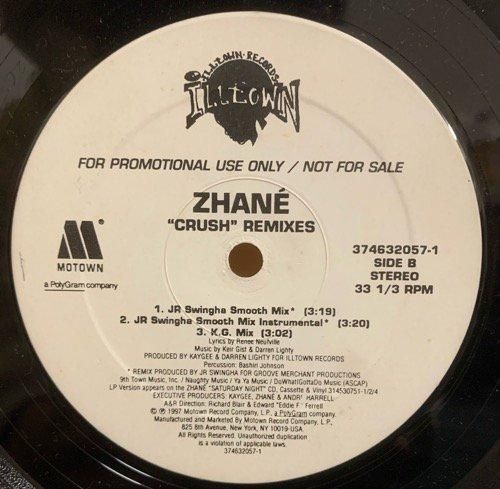 ILLTOWN RECORDS
ILLTOWN
FOR PROMOTIONAL USE ONLY / NOT FOR SALE
ZHANÉ
"CRUSH" REMIXES
MOTOWN
a PolyGram company
374632057-1
SIDE B
STEREO
33 1/3 RPM
1. JR Swingha Smooth Mix* (3:19)
2. JR Swingha Smooth Mix Instrumental* (3:20)
3. K.G. Mix (3:02)
Lyrics by Renee Neufville
Music by Keir Gist & Darren Lighty
PRODUCED BY KAYGEE & DARREN LIGHTY FOR ILLTOWN RECORDS
Percussion: Bashiri Johnson
* REMIX PRODUCED BY JR SWINGHA FOR GROOVE MERCHANT PRODUCTIONS
9th Town Music, Inc. / Naughty Music / Ya Ya Music / DoWhatIGottaDo Music (ASCAP)
LP Version appears on the ZHANÉ "SATURDAY NIGHT" CD, Cassette & Vinyl 314530751-1/2/4
EXECUTIVE PRODUCERS: KAYGEE, ZHANÉ & ANDRÉ HARRELL
A&R Direction: Richard Blair & Edward "Eddie F." Ferrell
© ℗ 1997 Motown Record Company, L.P., a PolyGram company.
Manufactured and Marketed By Motown Record Company, L.P.
825 8th Avenue, New York, NY 10019-USA.
All Rights Reserved. Unauthorized duplication
is a violation of applicable laws.
374632057-1